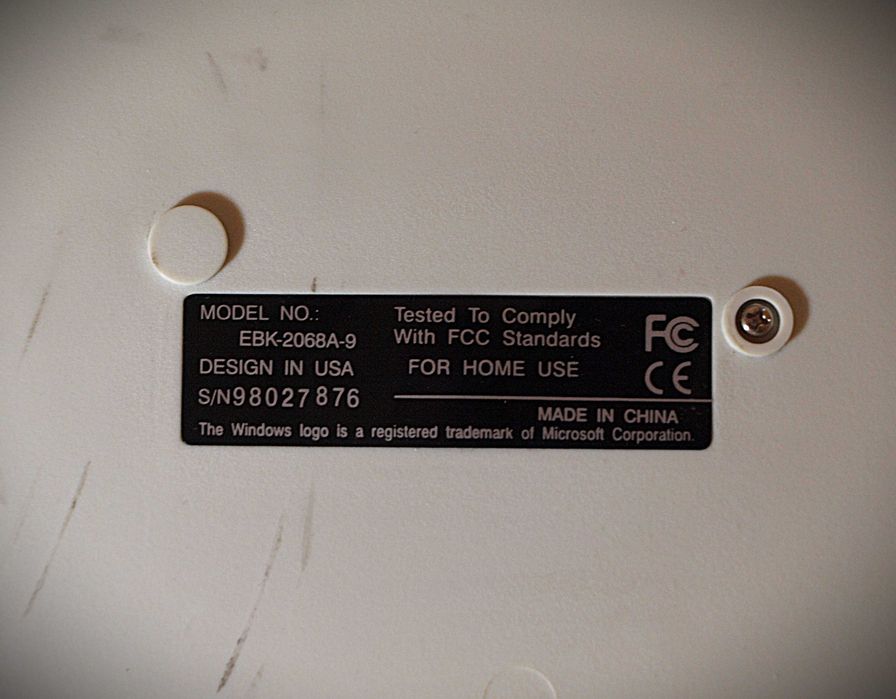 MODEL NO.:
EBK-2068A-9
DESIGN IN USA
S/N98027876
Tested To Comply
With FCC Standards
FOR HOME USE
FC
CE
MADE IN CHINA
The Windows logo is a registered trademark of Microsoft Corporation.